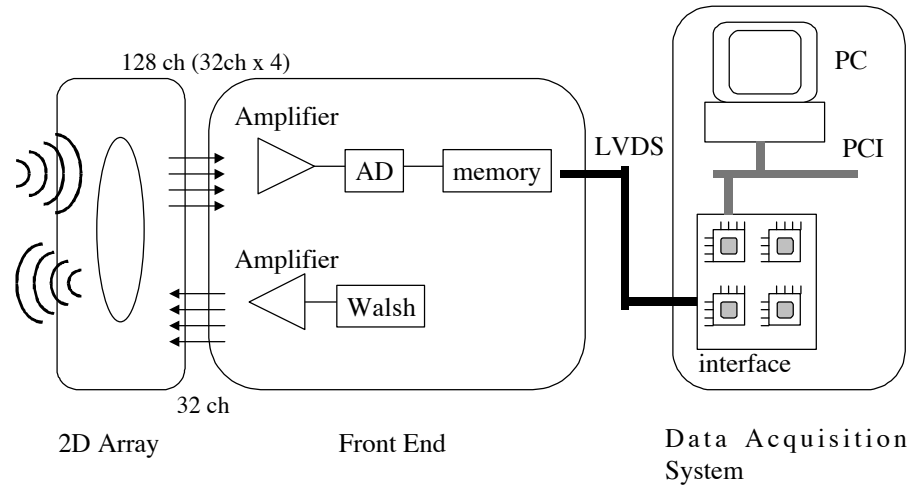 128 ch (32ch x 4)
Amplifier
AD
memory
LVDS
PC
PCI
Amplifier
Walsh
interface
32 ch
2D Array
Front End
Data Acquisition
System